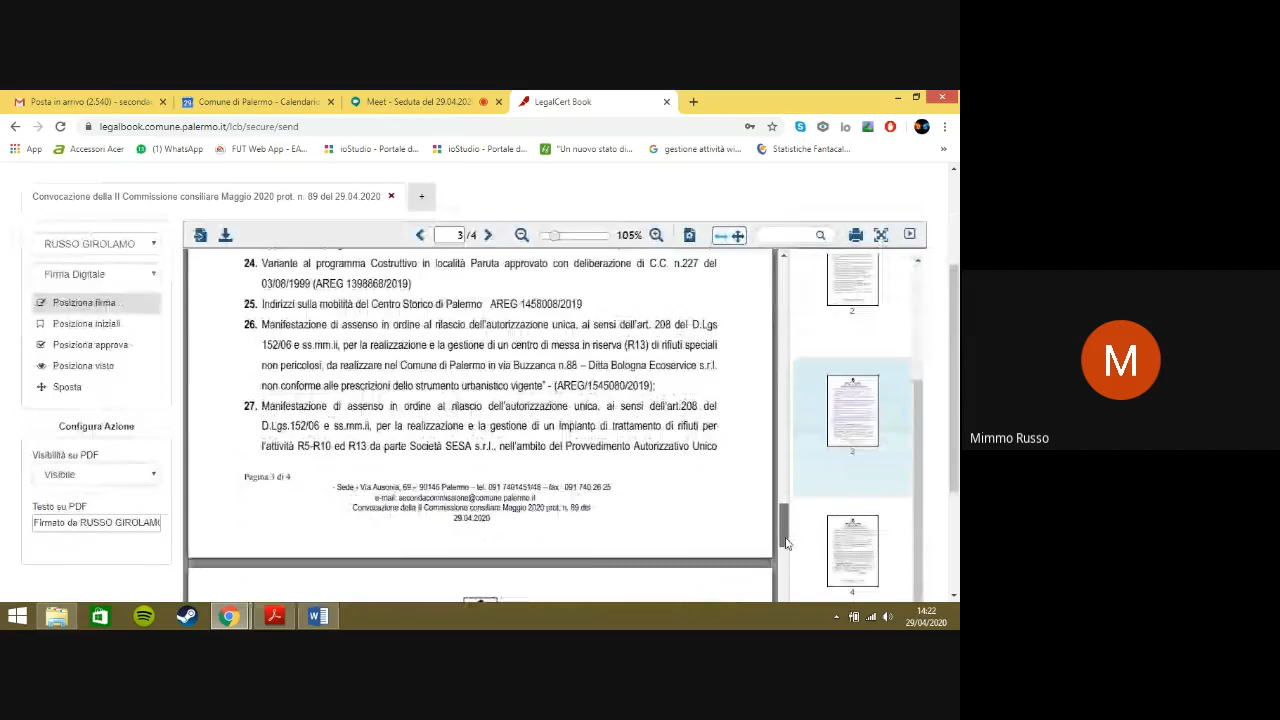 Posta in arrivo (2.540) - seconda
Comune di Palermo - Calendario
Meet - Seduta del 29.04.202
LegalCert Book
legalbook.comune.palermo.it/lcb/secure/send
App
Accessori Acer
(1) WhatsApp
FUT Web App - EA...
ioStudio - Portale d...
ioStudio - Portale d...
"Un nuovo stato di...
gestione attività wi...
Statistiche Fantacal...
»
Convocazione della II Commissione consiliare Maggio 2020 prot. n. 89 del 29.04.2020
+
RUSSO GIROLAMO
Firma Digitale
Posiziona firma...
Posiziona iniziali
Posiziona approva
Posiziona visto
Sposta
Configura Azione
Visibilità su PDF
Visibile
Testo su PDF
Firmato da RUSSO GIROLAMO
3 /4
105%
24. Variante al programma Costruttivo in località Paruta approvato con deliberazione di C.C. n.227 del
03/08/1999 (AREG 1398868/2019)
25. Indirizzi sulla mobilità del Centro Storico di Palermo AREG 1458008/2019
26. Manifestazione di assenso in ordine al rilascio dell'autorizzazione unica, ai sensi dell'art. 208 del D.Lgs
152/06 e ss.mm.ii, per la realizzazione e la gestione di un centro di messa in riserva (R13) di rifiuti speciali
non pericolosi, da realizzare nel Comune di Palermo in via Buzzanca n.88 – Ditta Bologna Ecoservice s.r.l.
non conforme alle prescrizioni dello strumento urbanistico vigente" - (AREG/1545080/2019);
27. Manifestazione di assenso in ordine al rilascio dell'autorizzazione unica, ai sensi dell'art.208 del
D.Lgs.152/06 e ss.mm.ii, per la realizzazione e la gestione di un impianto di trattamento di rifiuti per
l'attività R5-R10 ed R13 da parte Società SESA s.r.l., nell'ambito del Provvedimento Autorizzativo Unico
Pagina 3 di 4
- Sede - Via Ausonia, 69 – 90146 Palermo – tel. 091 7401451/48 – fax 091 740 26 25
e-mail: secondacommissione@comune.palermo.it
Convocazione della II Commissione consiliare Maggio 2020 prot. n. 89 del
29.04.2020
2
3
4
14:22
29/04/2020
M
Mimmo Russo